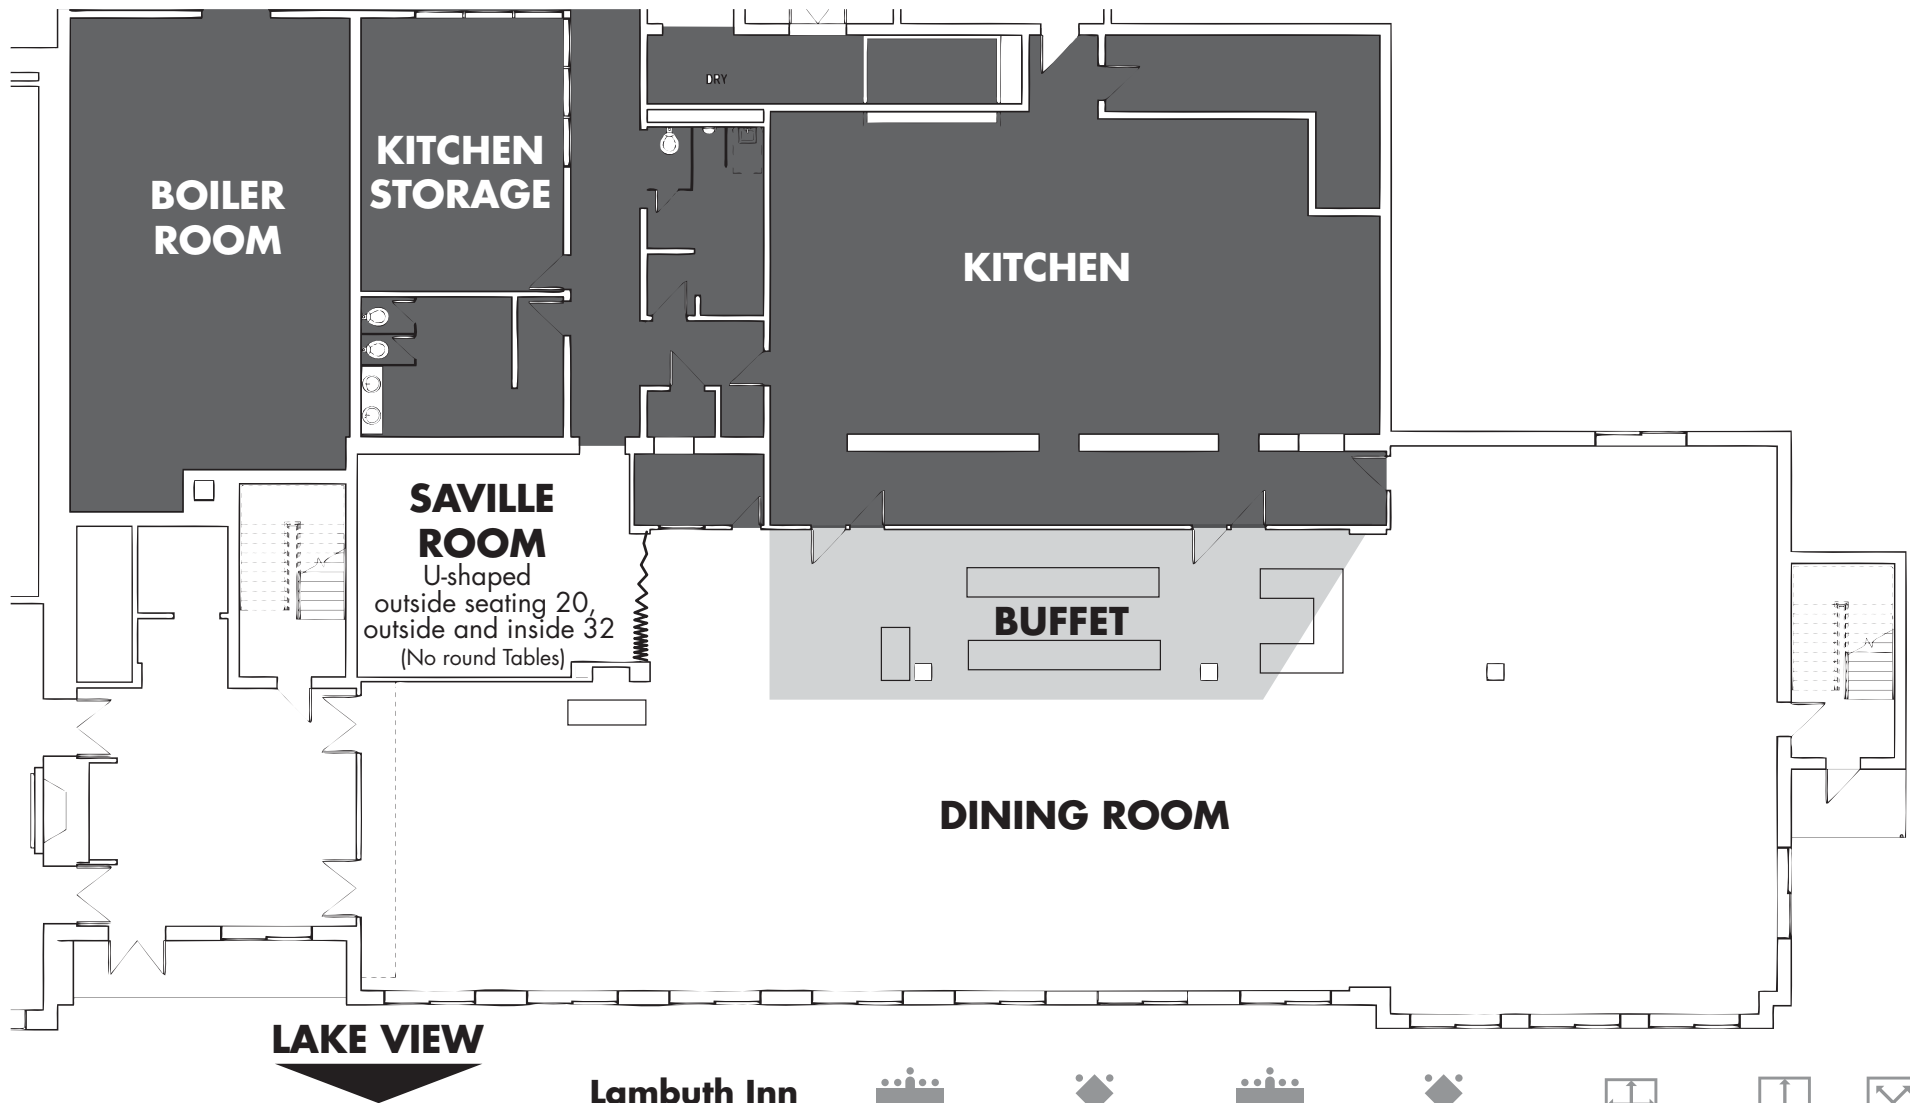 DRY
KITCHEN
STORAGE
BOILER
ROOM
KITCHEN
SAVILLE
ROOM
U-shaped
outside seating 20,
outside and inside 32
(No round Tables)
BUFFET
DINING ROOM
LAKE VIEW
Lambuth Inn